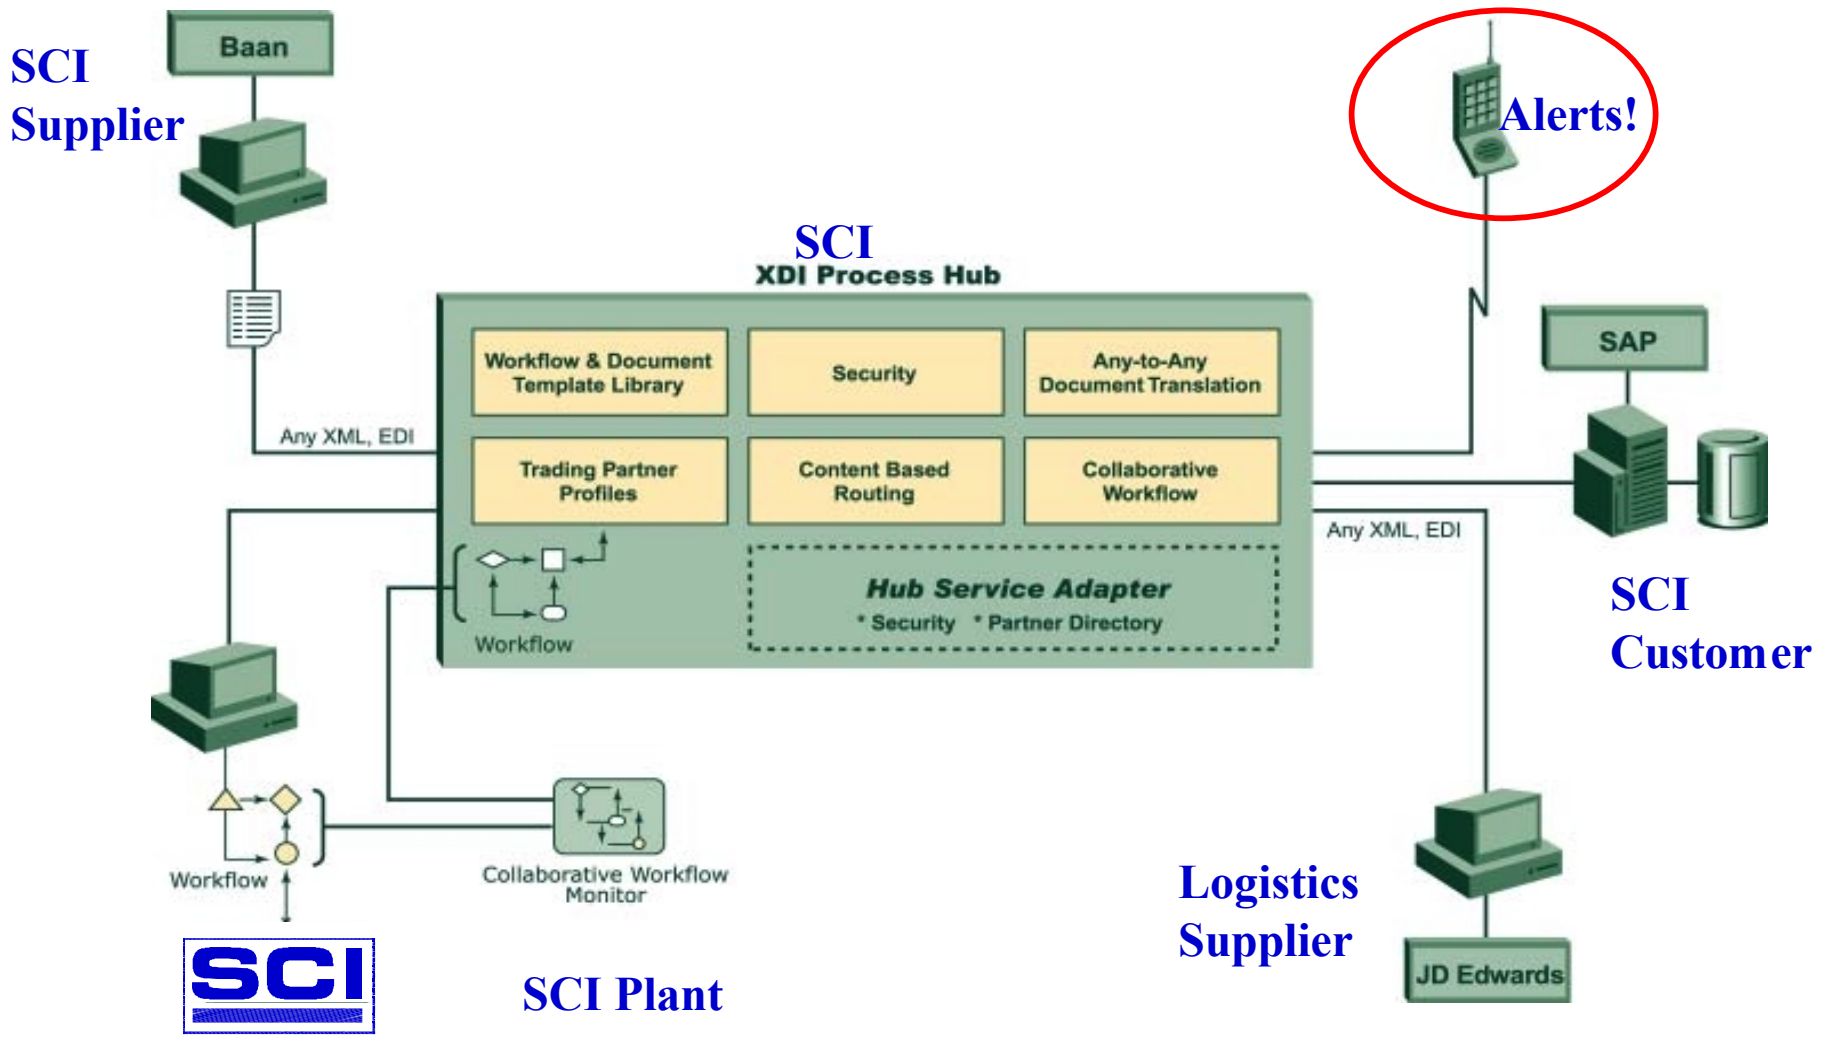 Baan
SCI
Supplier
Alerts!
SCI
XDI Process Hub
SAP
Workflow & Document
Template Library
Security
Any-to-Any
Document Translation
Any XML, EDI
Trading Partner
Profiles
Content Based
Routing
Collaborative
Workflow
Any XML, EDI
Hub Service Adapter
* Security * Partner Directory
Workflow
SCI
Customer
Workflow
Collaborative Workflow
Monitor
Logistics
Supplier
JD Edwards
SCI
SCI Plant